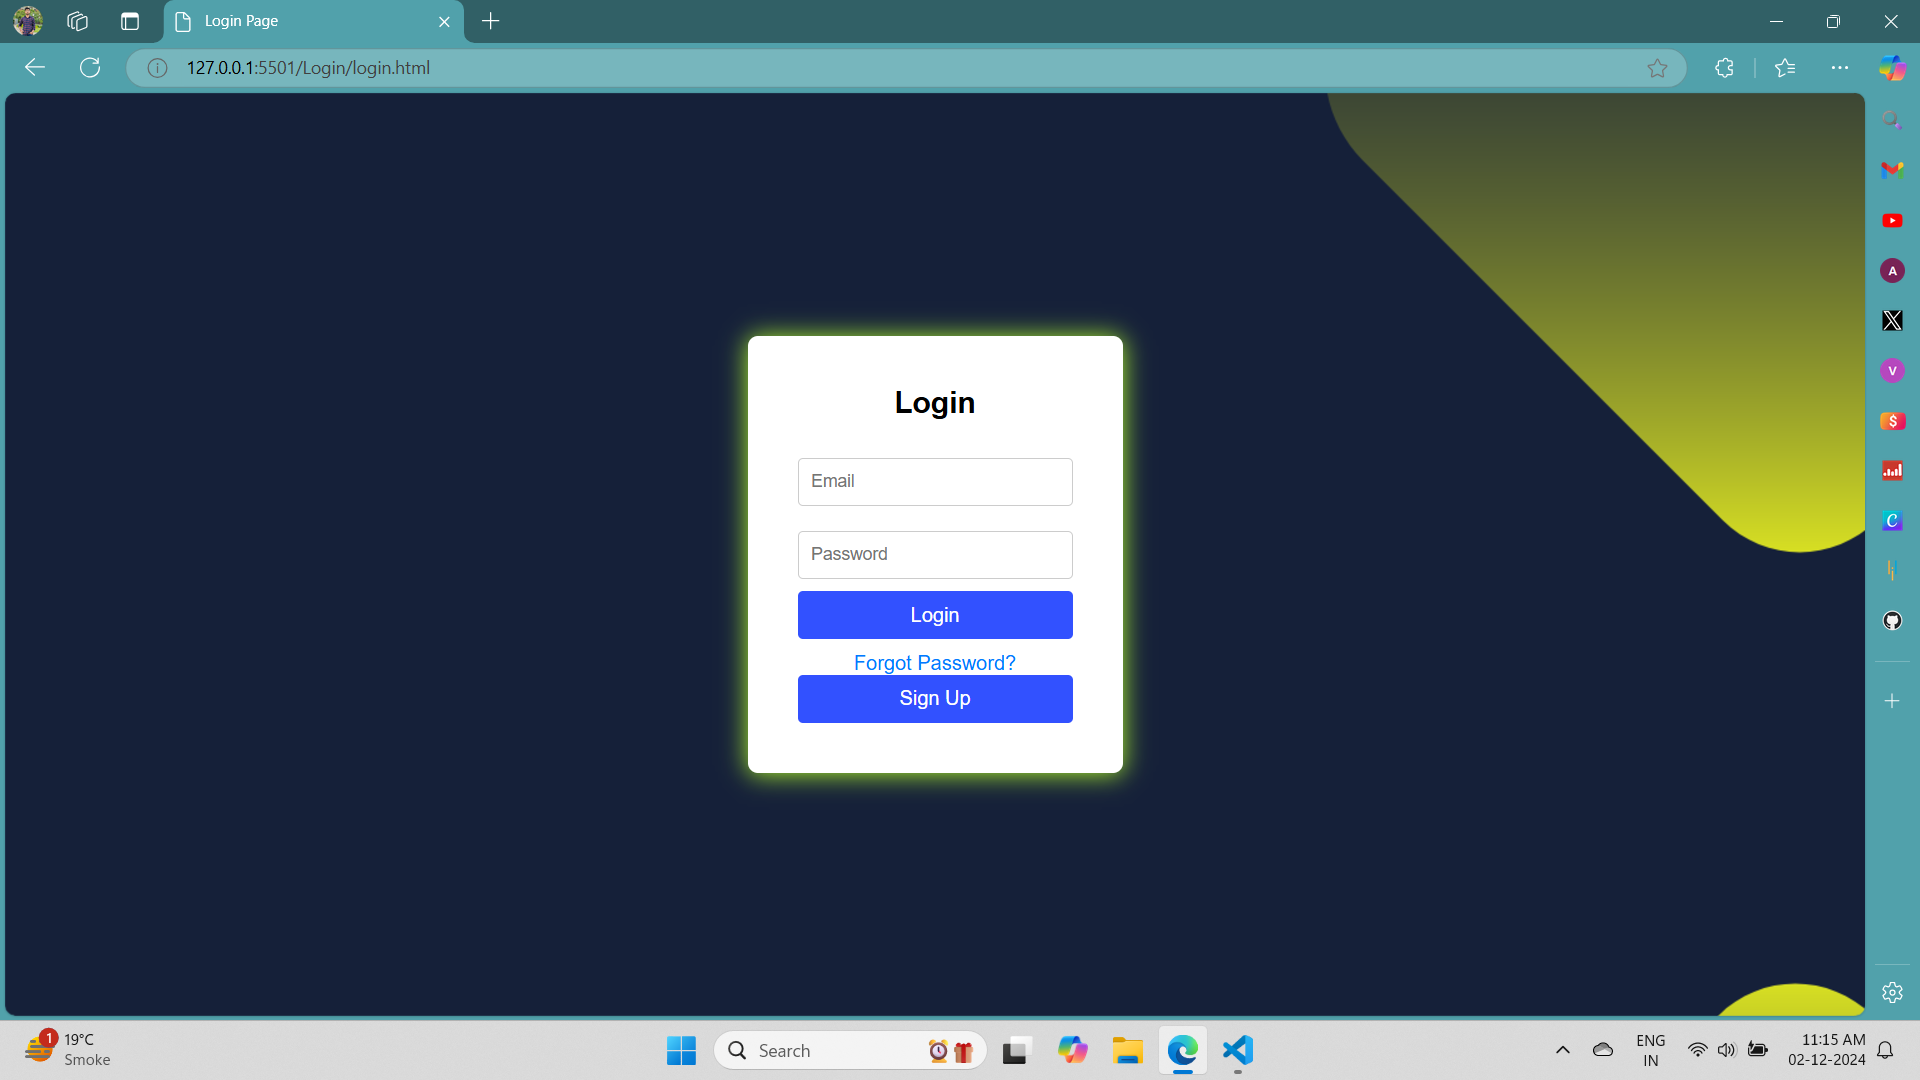 Login Page
127.0.0.1:5501/Login/login.html
A
V
$
C
Login
Email
Password
Login
Forgot Password?
Sign Up
1
19°C
Smoke
Search
ENG
IN
11:15 AM
02-12-2024